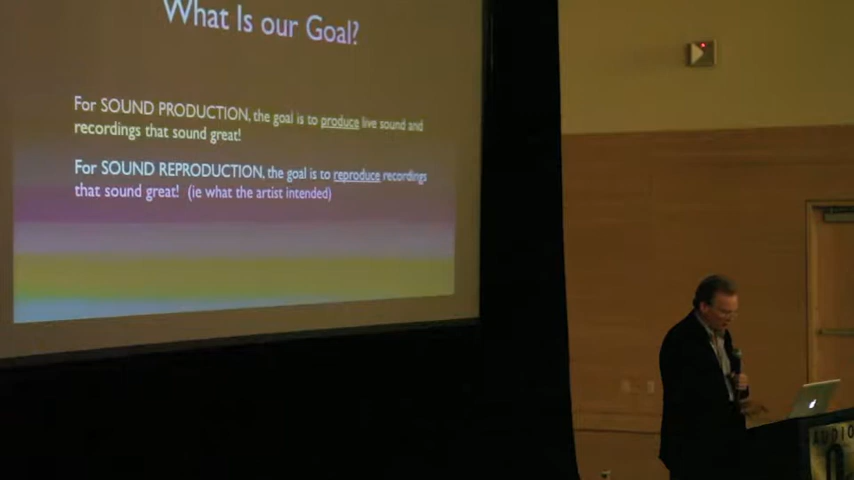 What Is our Goal?
For SOUND PRODUCTION, the goal is to produce live sound and
recordings that sound great!
For SOUND REPRODUCTION, the goal is to reproduce recordings
that sound great! (ie what the artist intended)
AUDIO